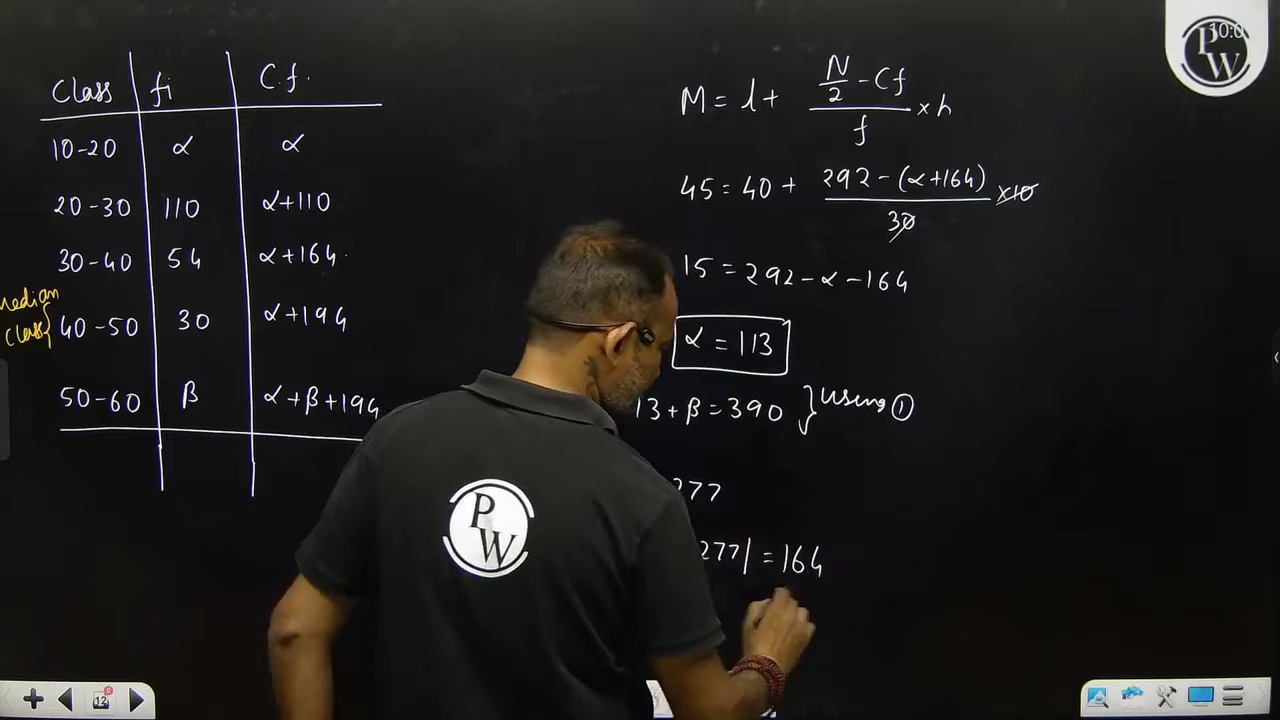 Class fi C.f.
10-20 α α
20-30 110 α+110
30-40 54 α+164
Median
Class
40-50 30 α+194
50-60 β α+β+194
M = l + (N/2 - Cf)/f × h
45 = 40 + (292 - (α+164))/30 × 10
15 = 292 - α - 164
α = 113
13 + β = 390 } Using ①
277
277| = 164
PW
10:0
PW
12